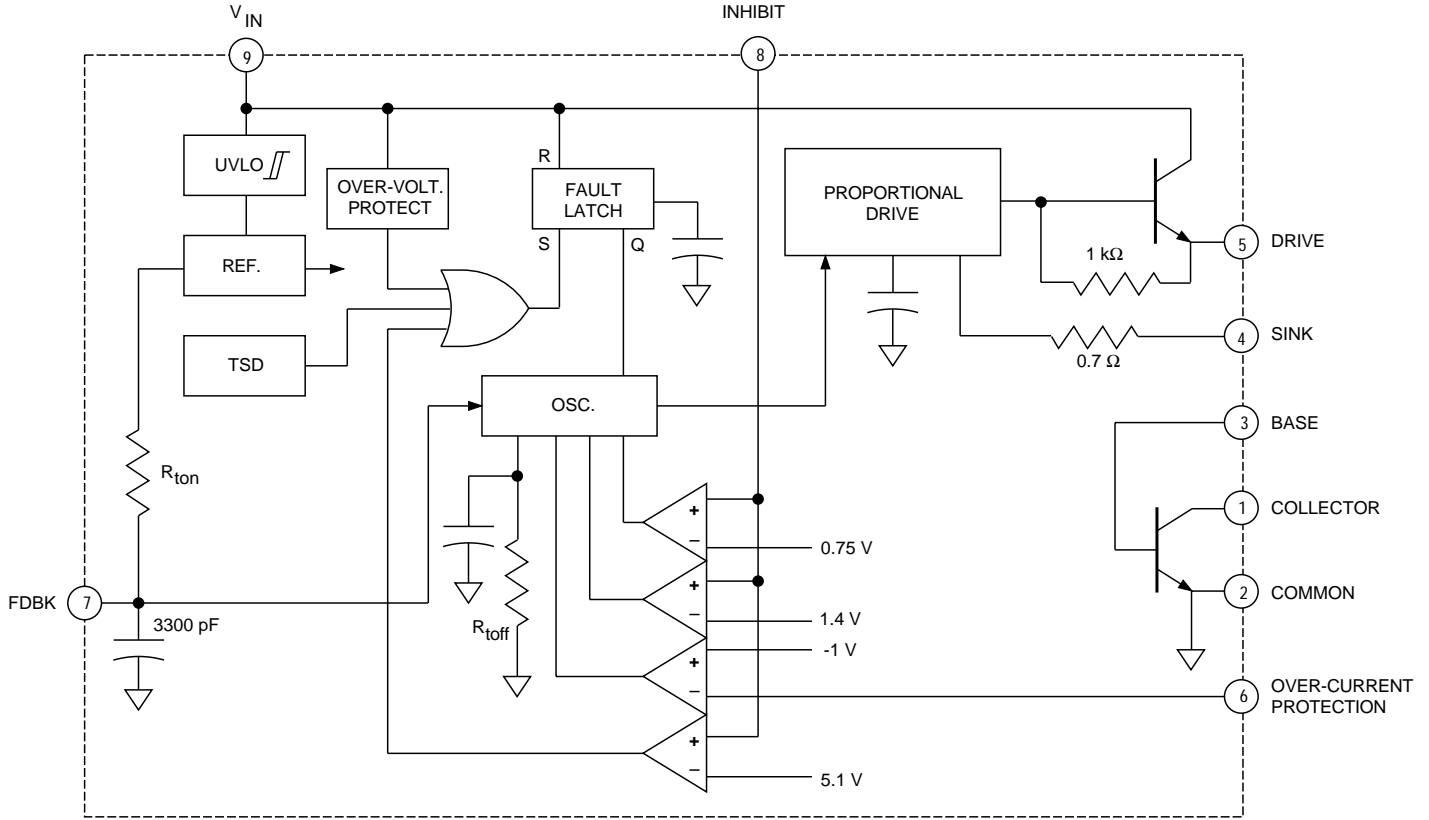 V IN
INHIBIT
9
8
UVLO
R
OVER-VOLT.
PROTECT
FAULT
LATCH
PROPORTIONAL
DRIVE
S
Q
REF.
1 kΩ
5
DRIVE
TSD
0.7 Ω
4
SINK
OSC.
3
BASE
Rton
+
–
0.75 V
1
COLLECTOR
+
–
1.4 V
2
COMMON
FDBK
7
3300 pF
Rtoff
-1 V
+
–
6
OVER-CURRENT
PROTECTION
+
–
5.1 V